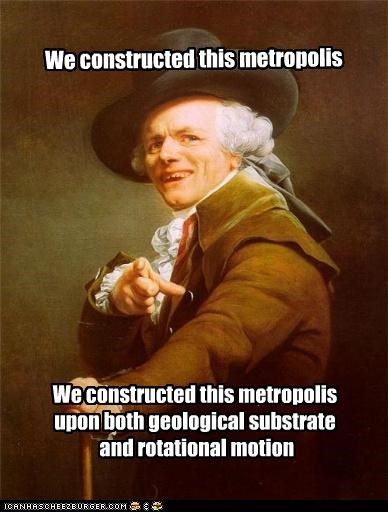 We constructed this metropolis
We constructed this metropolis
upon both geological substrate
and rotational motion
ICANHASCHEEZBURGER.COM